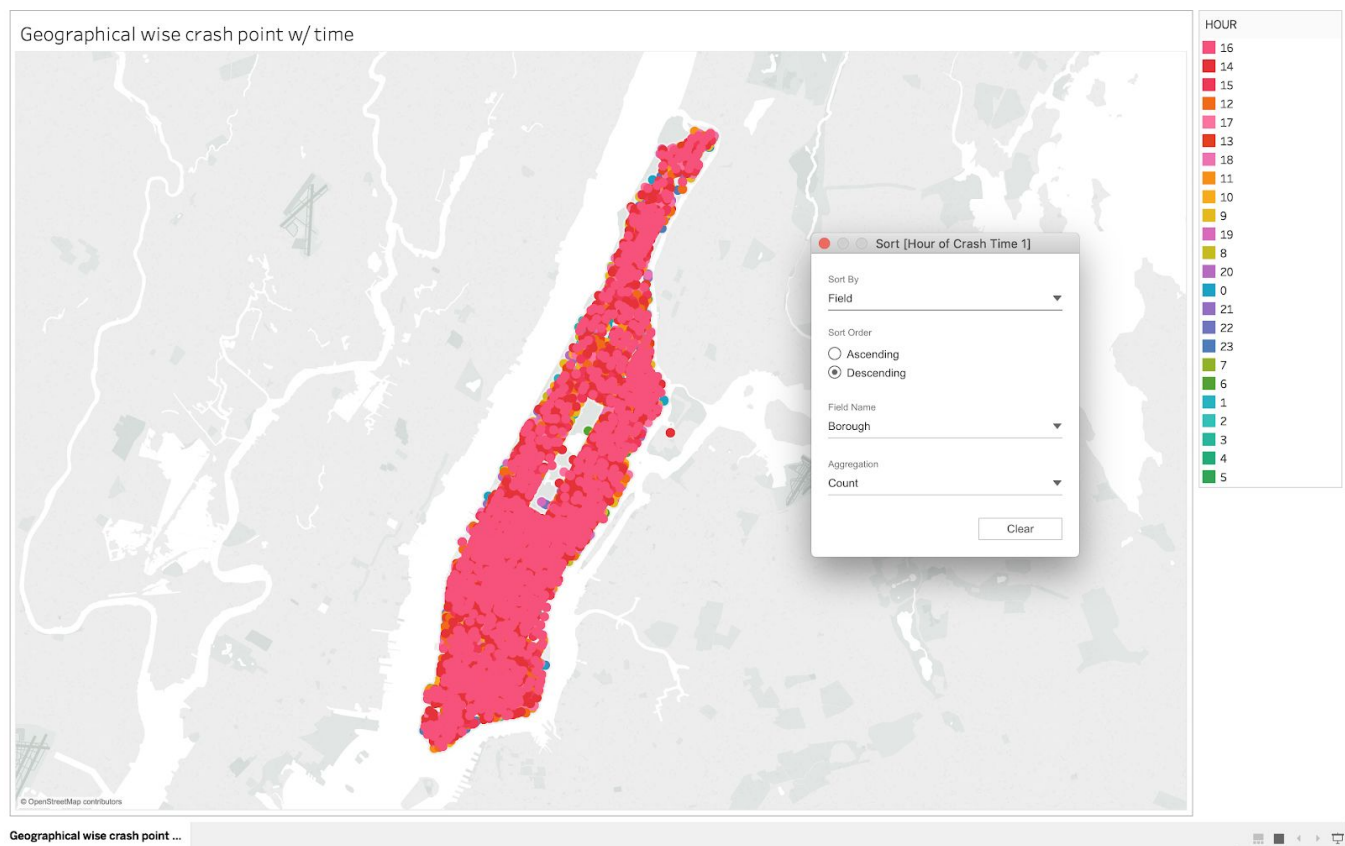 Geographical wise crash point w/ time
HOUR
16
14
15
12
17
13
18
11
10
9
19
8
20
0
21
22
23
7
6
1
2
3
4
5
Sort [Hour of Crash Time 1]
Sort By
Field
Sort Order
Ascending
Descending
Field Name
Borough
Aggregation
Count
Clear
© OpenStreetMap contributors
Geographical wise crash point ...